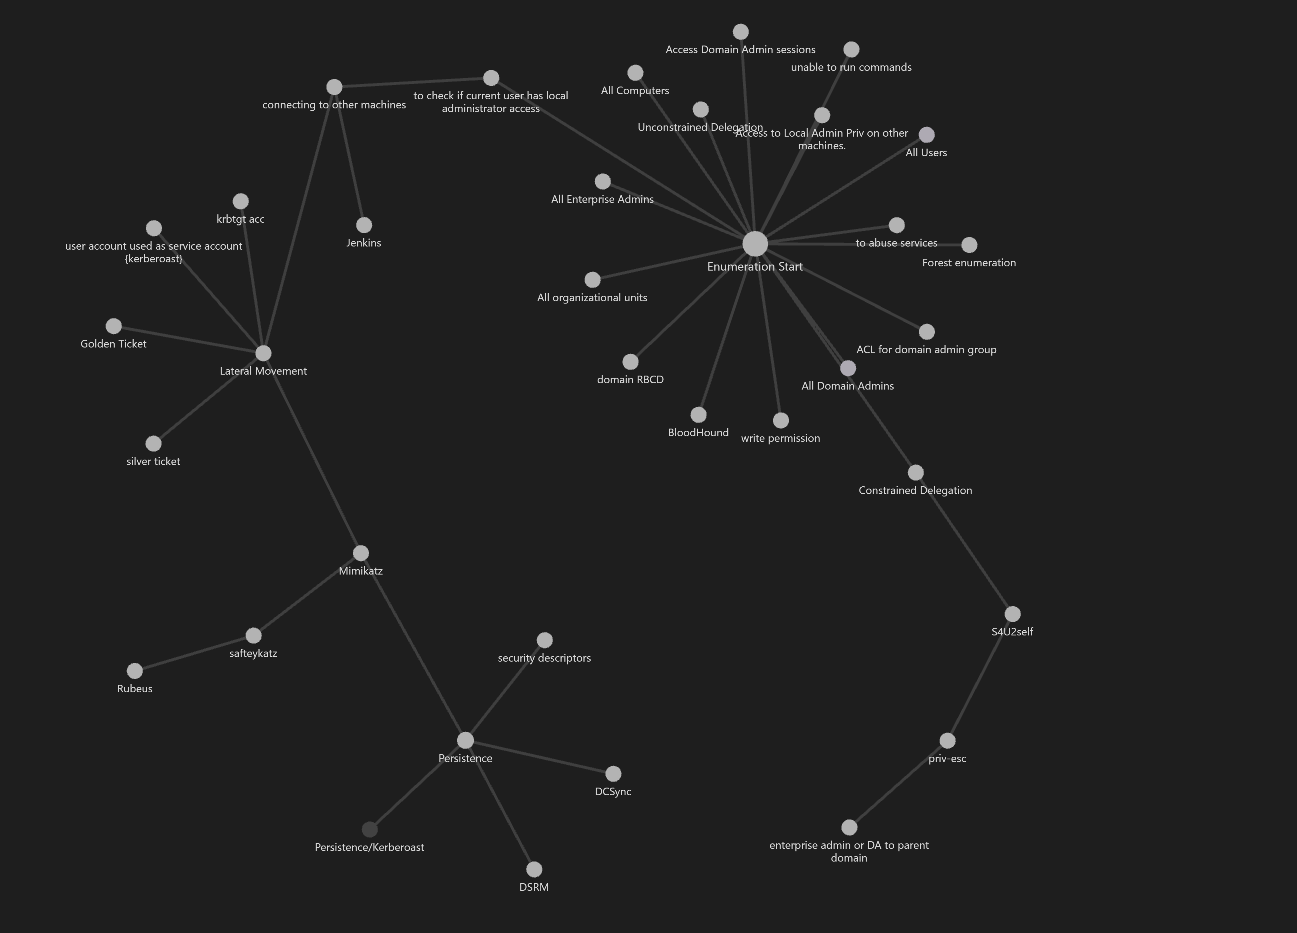 Access Domain Admin sessions
unable to run commands
All Computers
to check if current user has local
administrator access
connecting to other machines
Unconstrained Delegation
Access to Local Admin Priv on other
machines.
All Users
All Enterprise Admins
krbtgt acc
user account used as service account
{kerberoast}
Jenkins
to abuse services
Forest enumeration
Enumeration Start
All organizational units
Golden Ticket
ACL for domain admin group
Lateral Movement
domain RBCD
All Domain Admins
BloodHound
write permission
silver ticket
Constrained Delegation
Mimikatz
S4U2self
safteykatz
security descriptors
Rubeus
Persistence
priv-esc
DCSync
Persistence/Kerberoast
enterprise admin or DA to parent
domain
DSRM